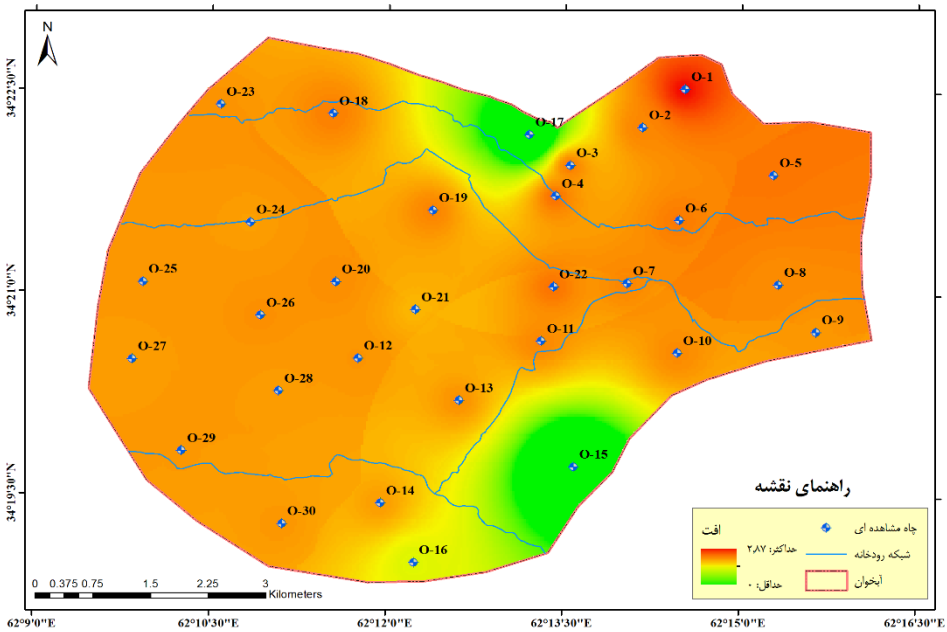 N
34°22'30"N
34°21'0"N
34°19'30"N
O-1
O-23
O-18
O-2
O-17
O-3
O-5
O-4
O-19
O-6
O-24
O-25
O-20
O-22
O-7
O-8
O-21
O-26
O-9
O-11
O-27
O-12
O-10
O-28
O-13
O-29
O-15
O-14
O-30
O-16
راهنمای نقشه
افت
حداکثر: ۲٫۸۷
حداقل: ۰
چاه مشاهده ای
شبکه رودخانه
آبخوان
0 0.375 0.75 1.5 2.25 3
Kilometers
62°9'0"E 62°10'30"E 62°12'0"E 62°13'30"E 62°15'0"E 62°16'30"E